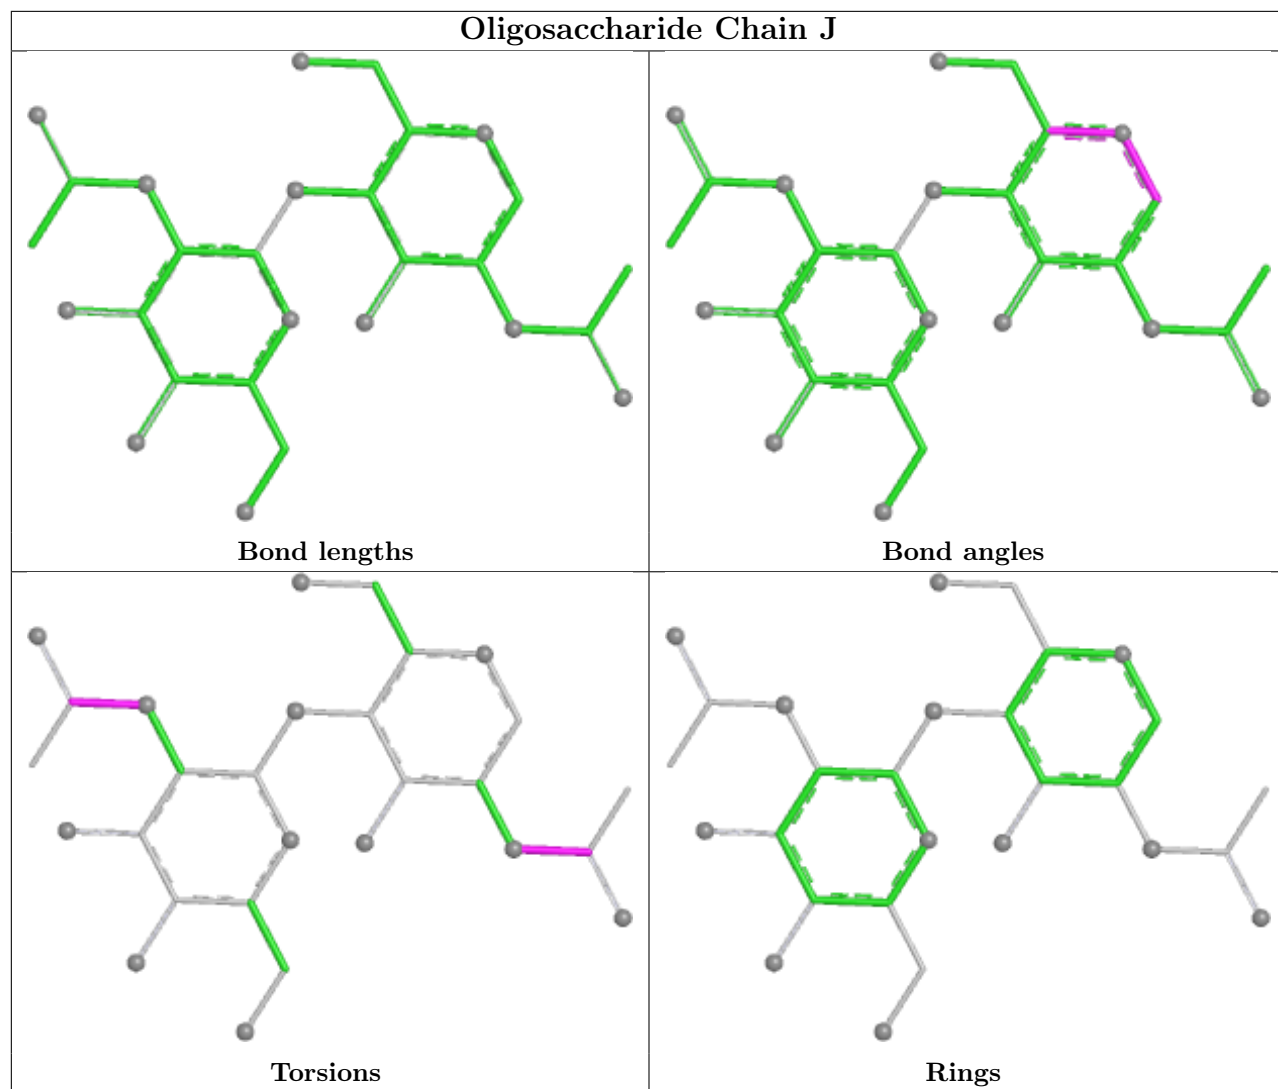 Oligosaccharide Chain J
Bond lengths
Bond angles
Torsions
Rings